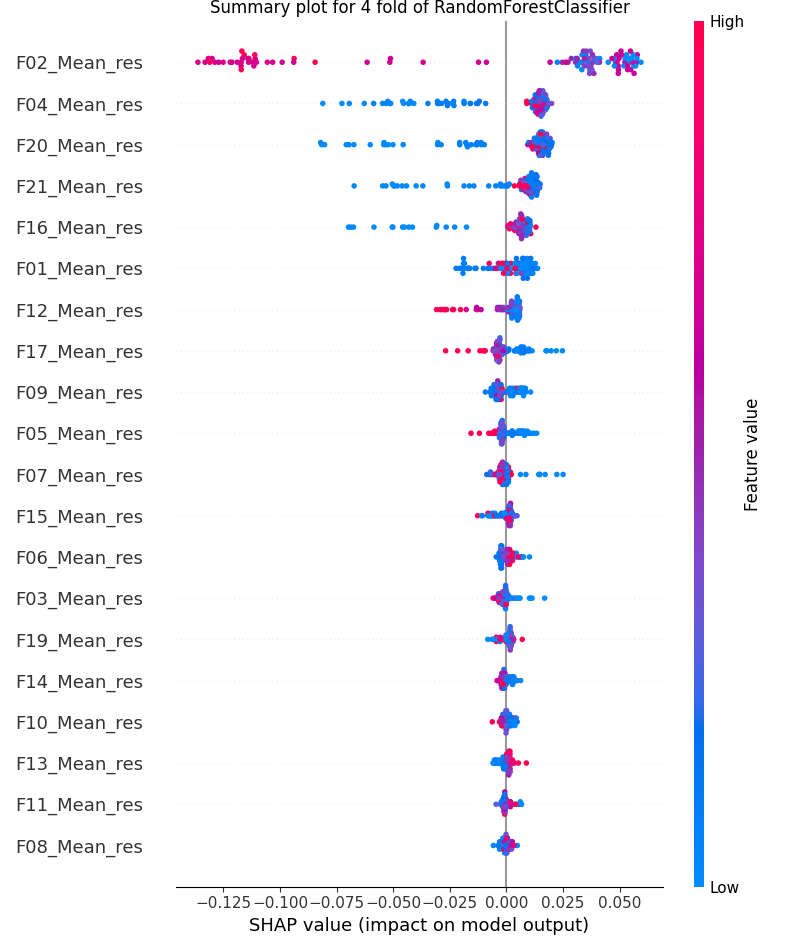 Summary plot for 4 fold of RandomForestClassifier
High
F02_Mean_res
F04_Mean_res
F20_Mean_res
F21_Mean_res
F16_Mean_res
F01_Mean_res
F12_Mean_res
F17_Mean_res
F09_Mean_res
F05_Mean_res
F07_Mean_res
F15_Mean_res
F06_Mean_res
F03_Mean_res
F19_Mean_res
F14_Mean_res
F10_Mean_res
F13_Mean_res
F11_Mean_res
F08_Mean_res
Feature value
Low
−0.125 −0.100 −0.075 −0.050 −0.025 0.000 0.025 0.050
SHAP value (impact on model output)